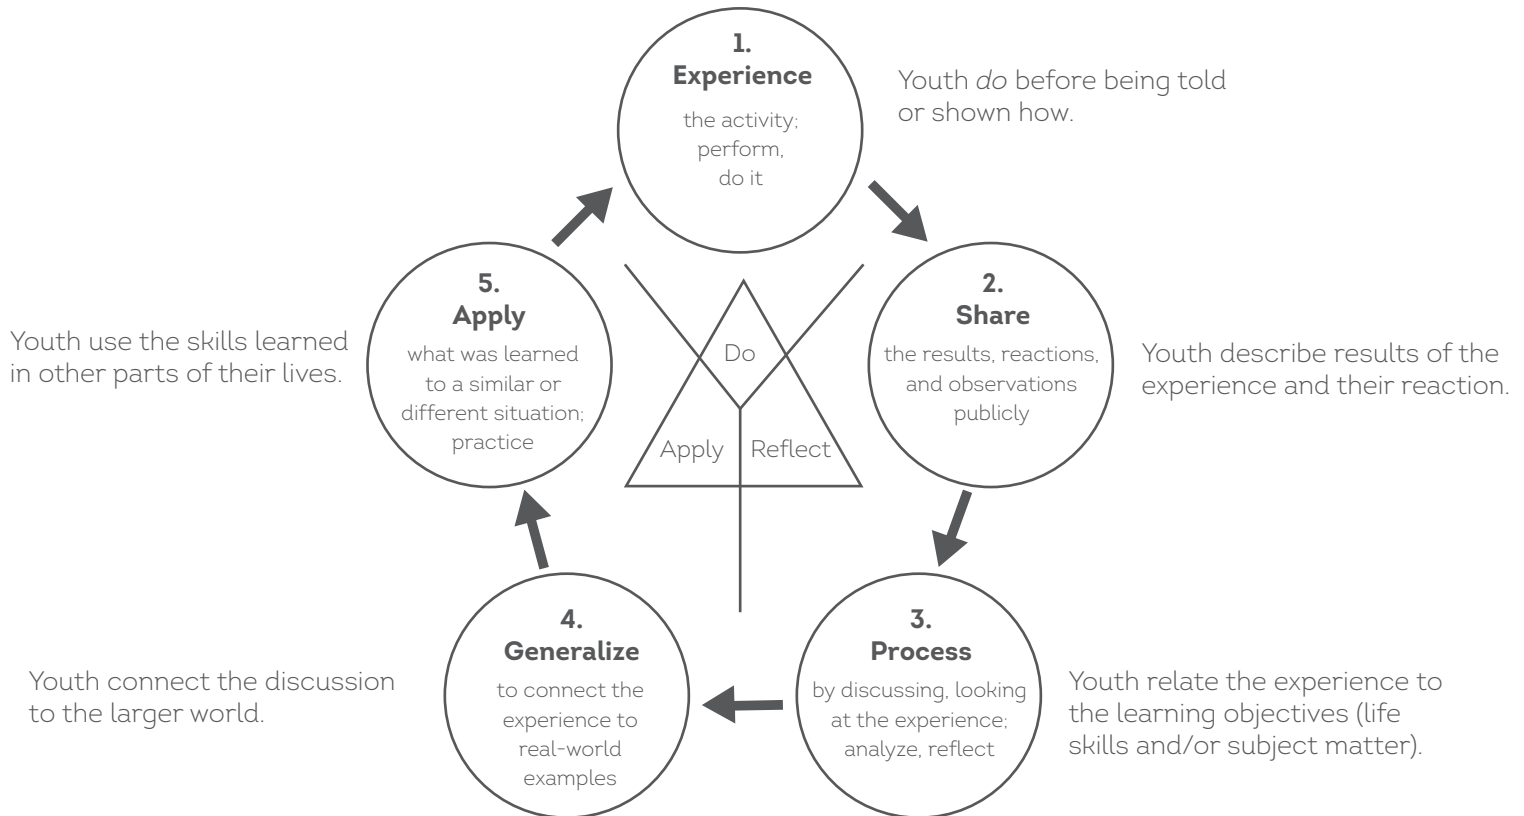 1.
Experience
the activity;
perform,
do it
Youth do before being told
or shown how.
2.
Share
the results, reactions,
and observations
publicly
Youth describe results of the
experience and their reaction.
3.
Process
by discussing, looking
at the experience;
analyze, reflect
Youth relate the experience to
the learning objectives (life
skills and/or subject matter).
4.
Generalize
to connect the
experience to
real-world
examples
Youth connect the discussion
to the larger world.
5.
Apply
what was learned
to a similar or
different situation;
practice
Youth use the skills learned
in other parts of their lives.
Do
Apply
Reflect